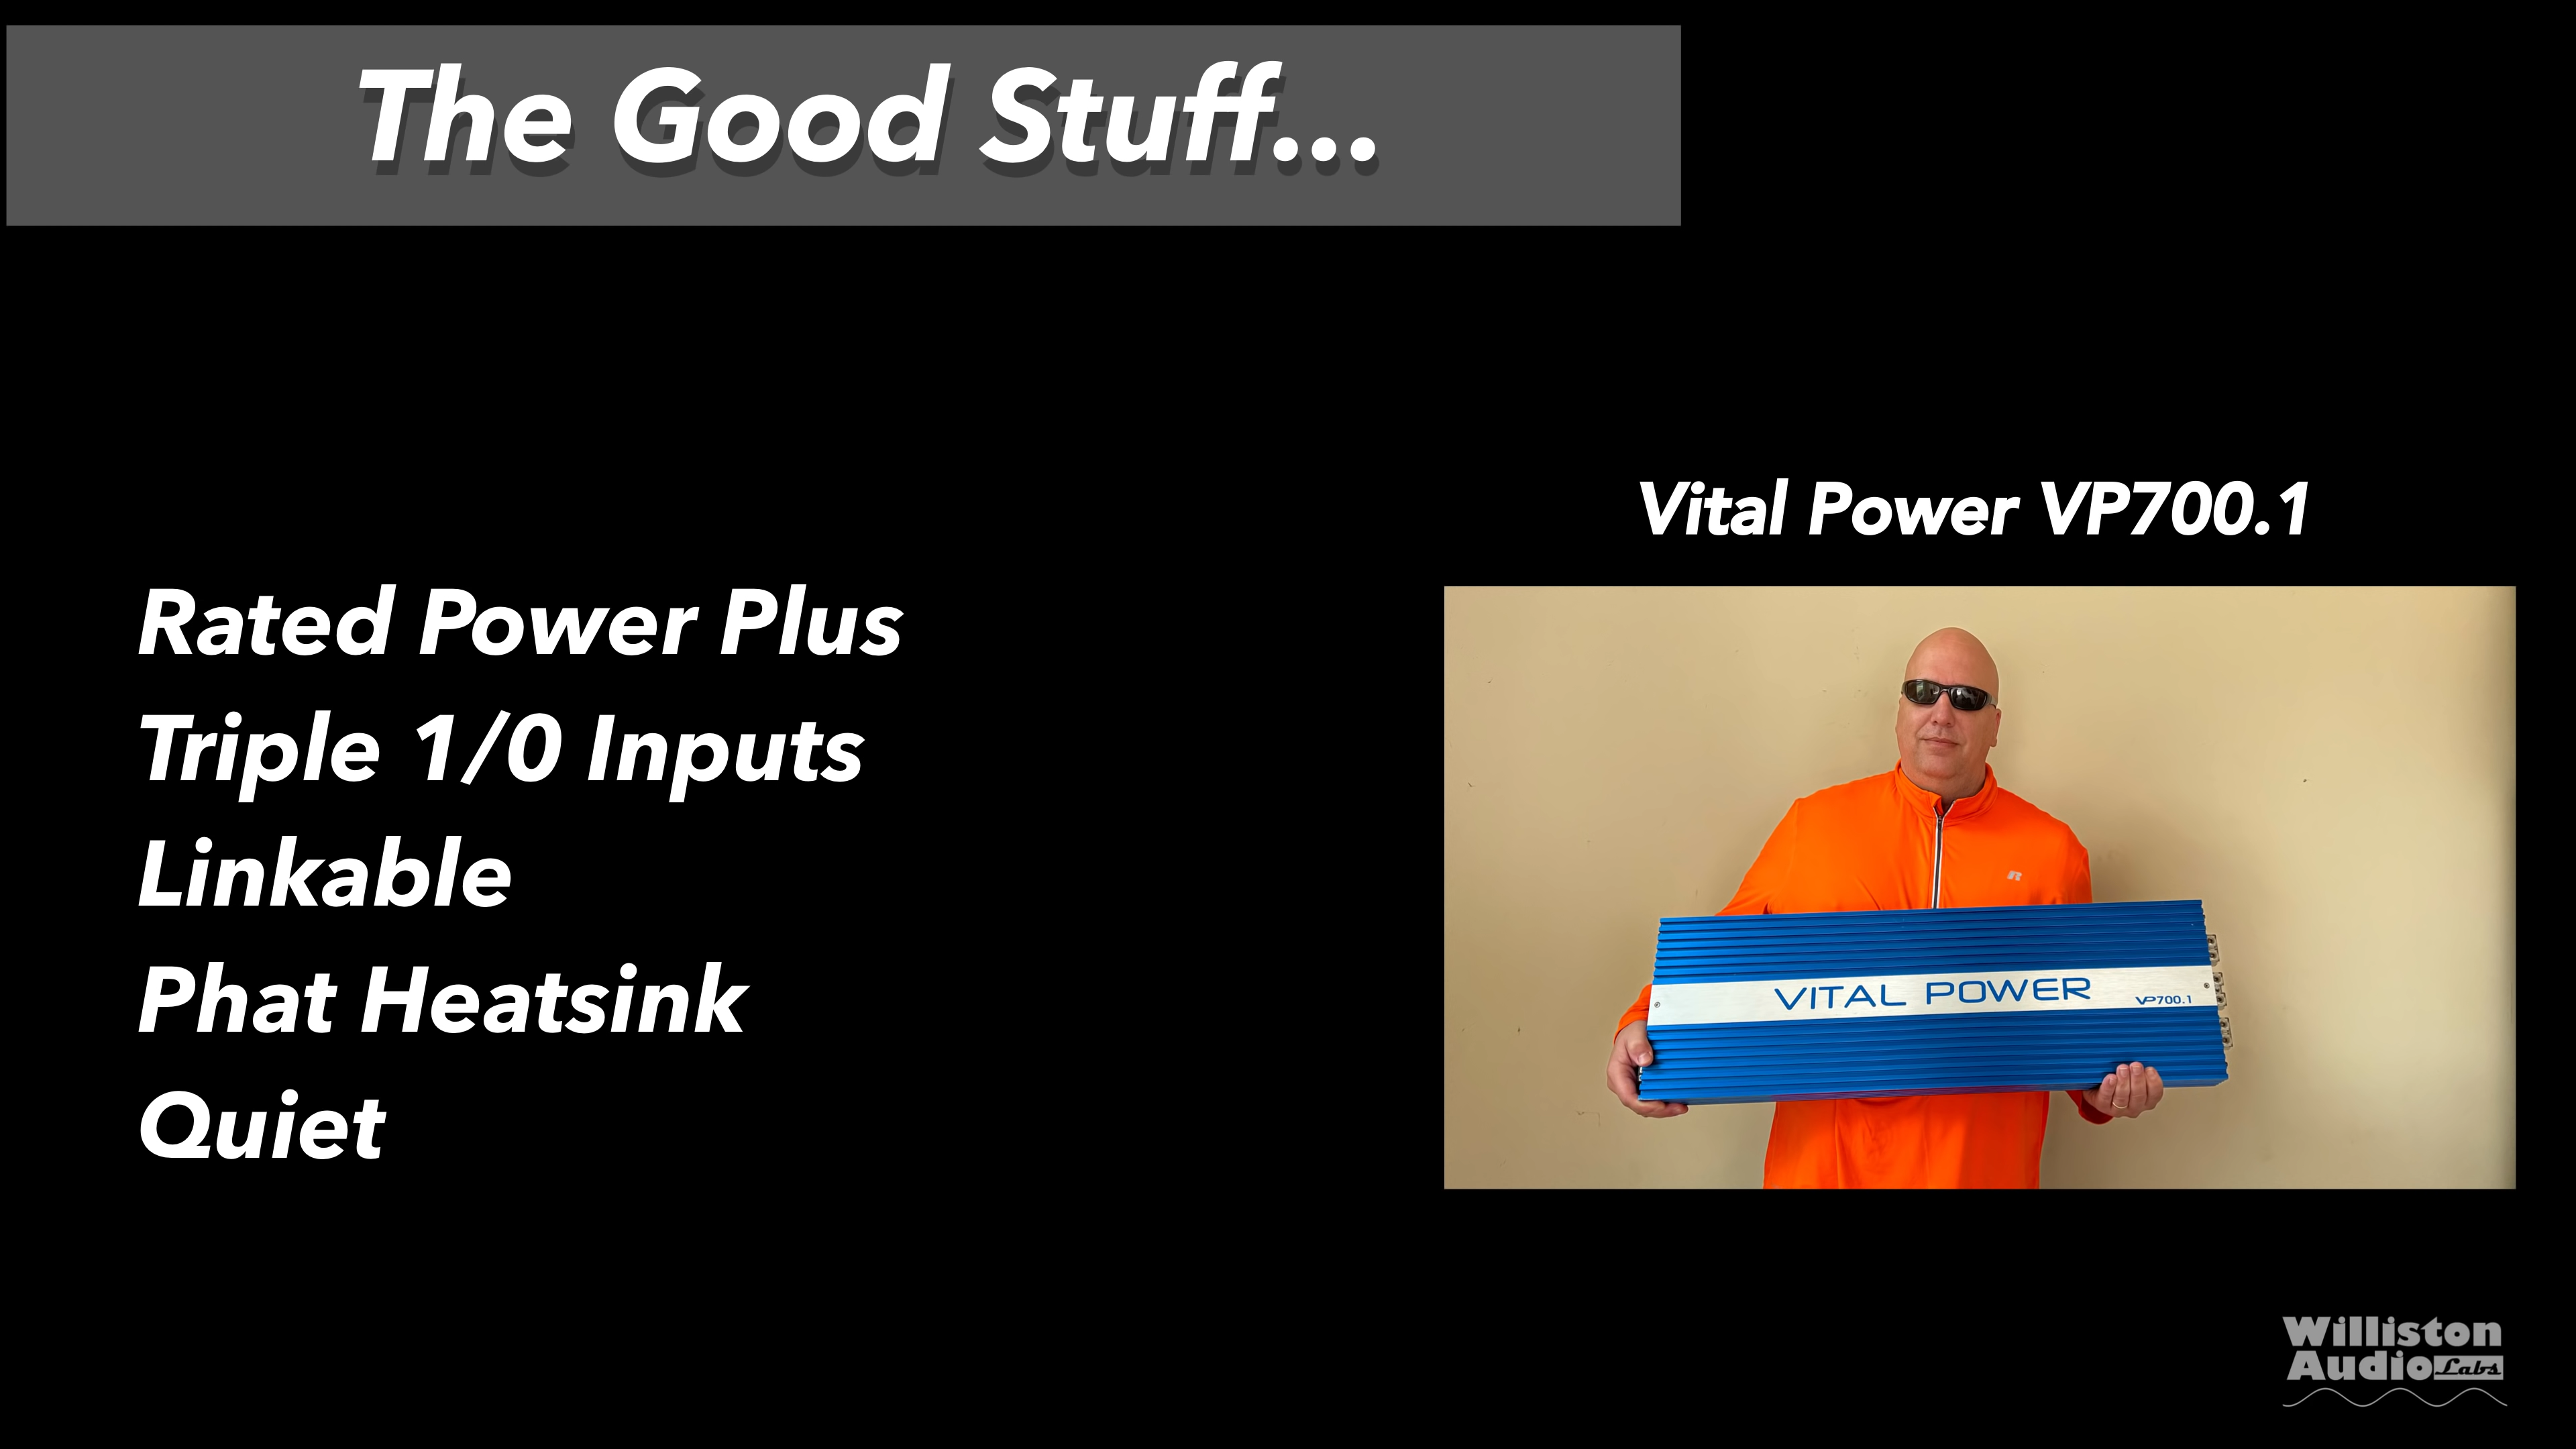 The Good Stuff...
Rated Power Plus
Triple 1/0 Inputs
Linkable
Phat Heatsink
Quiet
Vital Power VP700.1
VITAL POWER
VP700.1
Williston
Audio Labs